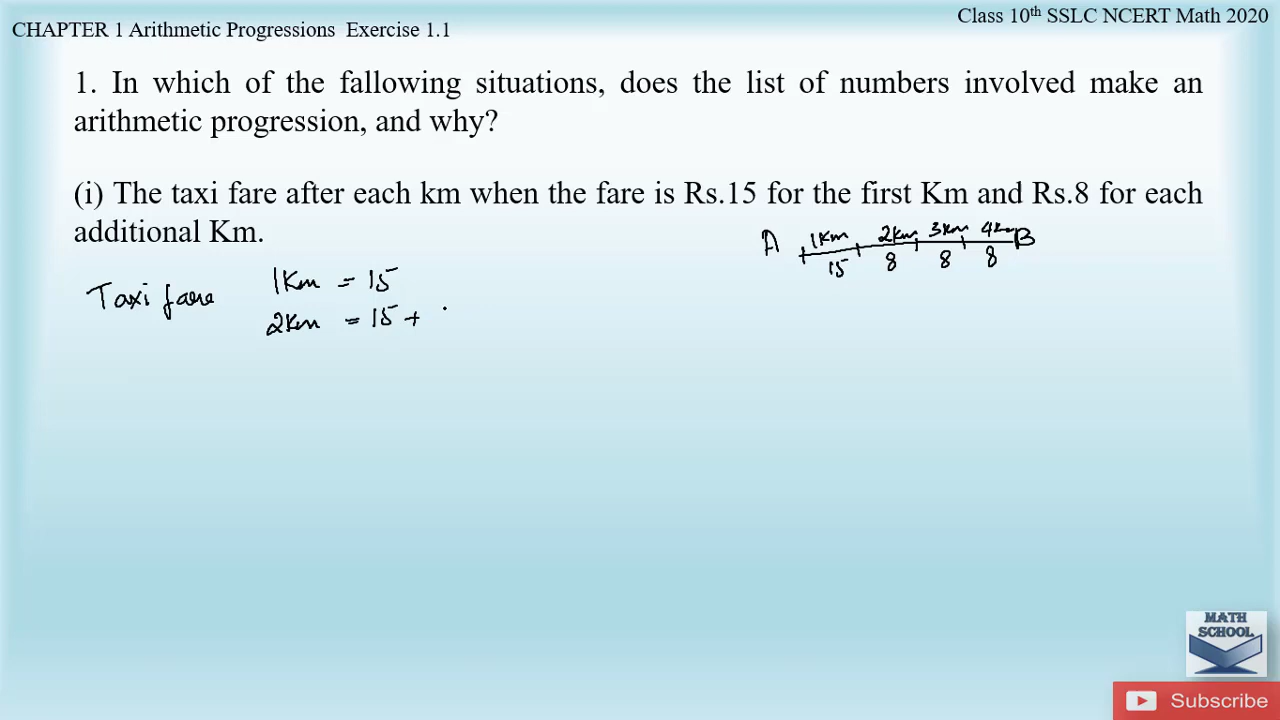 CHAPTER 1 Arithmetic Progressions Exercise 1.1
Class 10th SSLC NCERT Math 2020
1. In which of the fallowing situations, does the list of numbers involved make an
arithmetic progression, and why?
(i) The taxi fare after each km when the fare is Rs.15 for the first Km and Rs.8 for each
additional Km.
A 1Km 2Km 3Km 4Km B
15 8 8 8
Taxi fare 1Km = 15
2Km = 15 +
MATH
SCHOOL
Subscribe